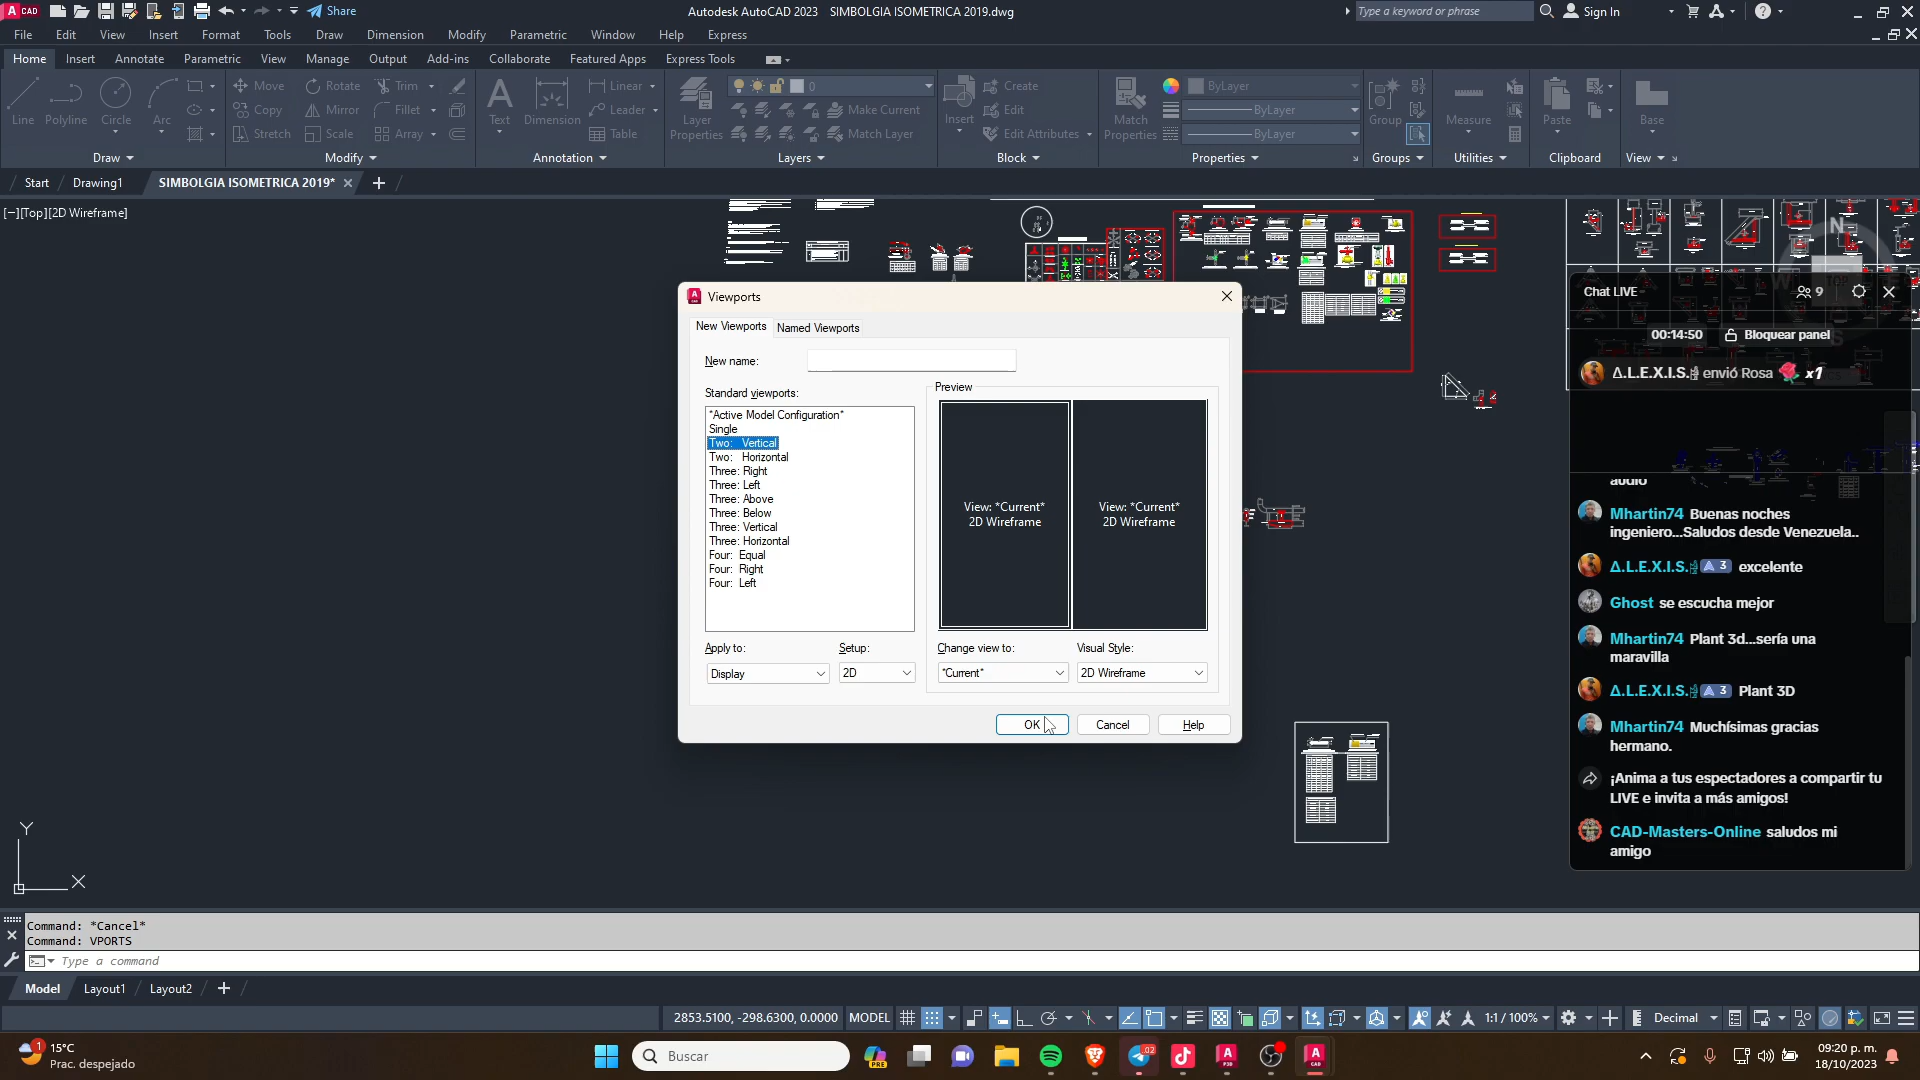 CAD
Share
Autodesk AutoCAD 2023 SIMBOLGIA ISOMETRICA 2019.dwg
Type a keyword or phrase
Sign In
File Edit View Insert Format Tools Draw Dimension Modify Parametric Window Help Express
Home Insert Annotate Parametric View Manage Output Add-ins Collaborate Featured Apps Express Tools
Line Polyline Circle Arc
Move Rotate Trim
Copy Mirror Fillet
Stretch Scale Array
Text Dimension
Linear
Leader
Table
Layer Properties
0
Make Current
Match Layer
Insert
Create
Edit
Edit Attributes
Match Properties
ByLayer
ByLayer
ByLayer
Group
Measure
Paste
Base
Draw Modify Annotation Layers Block Properties Groups Utilities Clipboard View
Start Drawing1 SIMBOLGIA ISOMETRICA 2019* +
[−][Top][2D Wireframe]
N
W
S
Viewports
New Viewports Named Viewports
New name:
Standard viewports:
*Active Model Configuration*
Single
Two: Vertical
Two: Horizontal
Three: Right
Three: Left
Three: Above
Three: Below
Three: Vertical
Three: Horizontal
Four: Equal
Four: Right
Four: Left
Preview
View: *Current*
2D Wireframe
View: *Current*
2D Wireframe
Apply to: Setup: Change view to: Visual Style:
Display 2D *Current* 2D Wireframe
OK Cancel Help
Chat LIVE 9
00:14:50 Bloquear panel
Δ.L.E.X.I.S. envió Rosa x1
audio
Mhartin74 Buenas noches
ingeniero...Saludos desde Venezuela..
Δ.L.E.X.I.S. 3 excelente
Ghost se escucha mejor
Mhartin74 Plant 3d...sería una
maravilla
Δ.L.E.X.I.S. 3 Plant 3D
Mhartin74 Muchísimas gracias
hermano.
¡Anima a tus espectadores a compartir tu
LIVE e invita a más amigos!
CAD-Masters-Online saludos mi
amigo
Y
X
Command: *Cancel*
Command: VPORTS
Type a command
Model Layout1 Layout2 +
2853.5100, -298.6300, 0.0000 MODEL 1:1 / 100% Decimal
1
15°C
Prac. despejado
Buscar
PRE
02
P3D
CAD
09:20 p. m.
18/10/2023